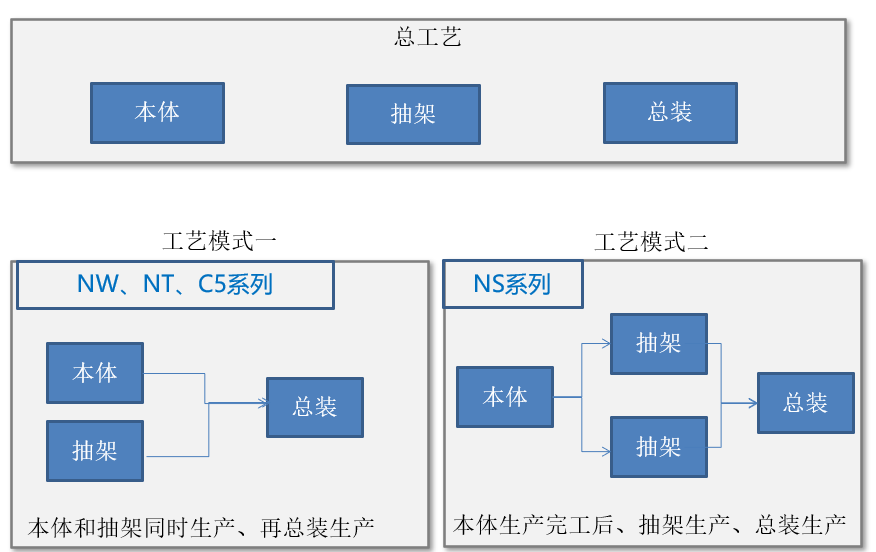 总工艺
本体
抽架
总装
工艺模式一
NW、NT、C5系列
本体
抽架
总装
本体和抽架同时生产、再总装生产
工艺模式二
NS系列
本体
抽架
抽架
总装
本体生产完工后、抽架生产、总装生产